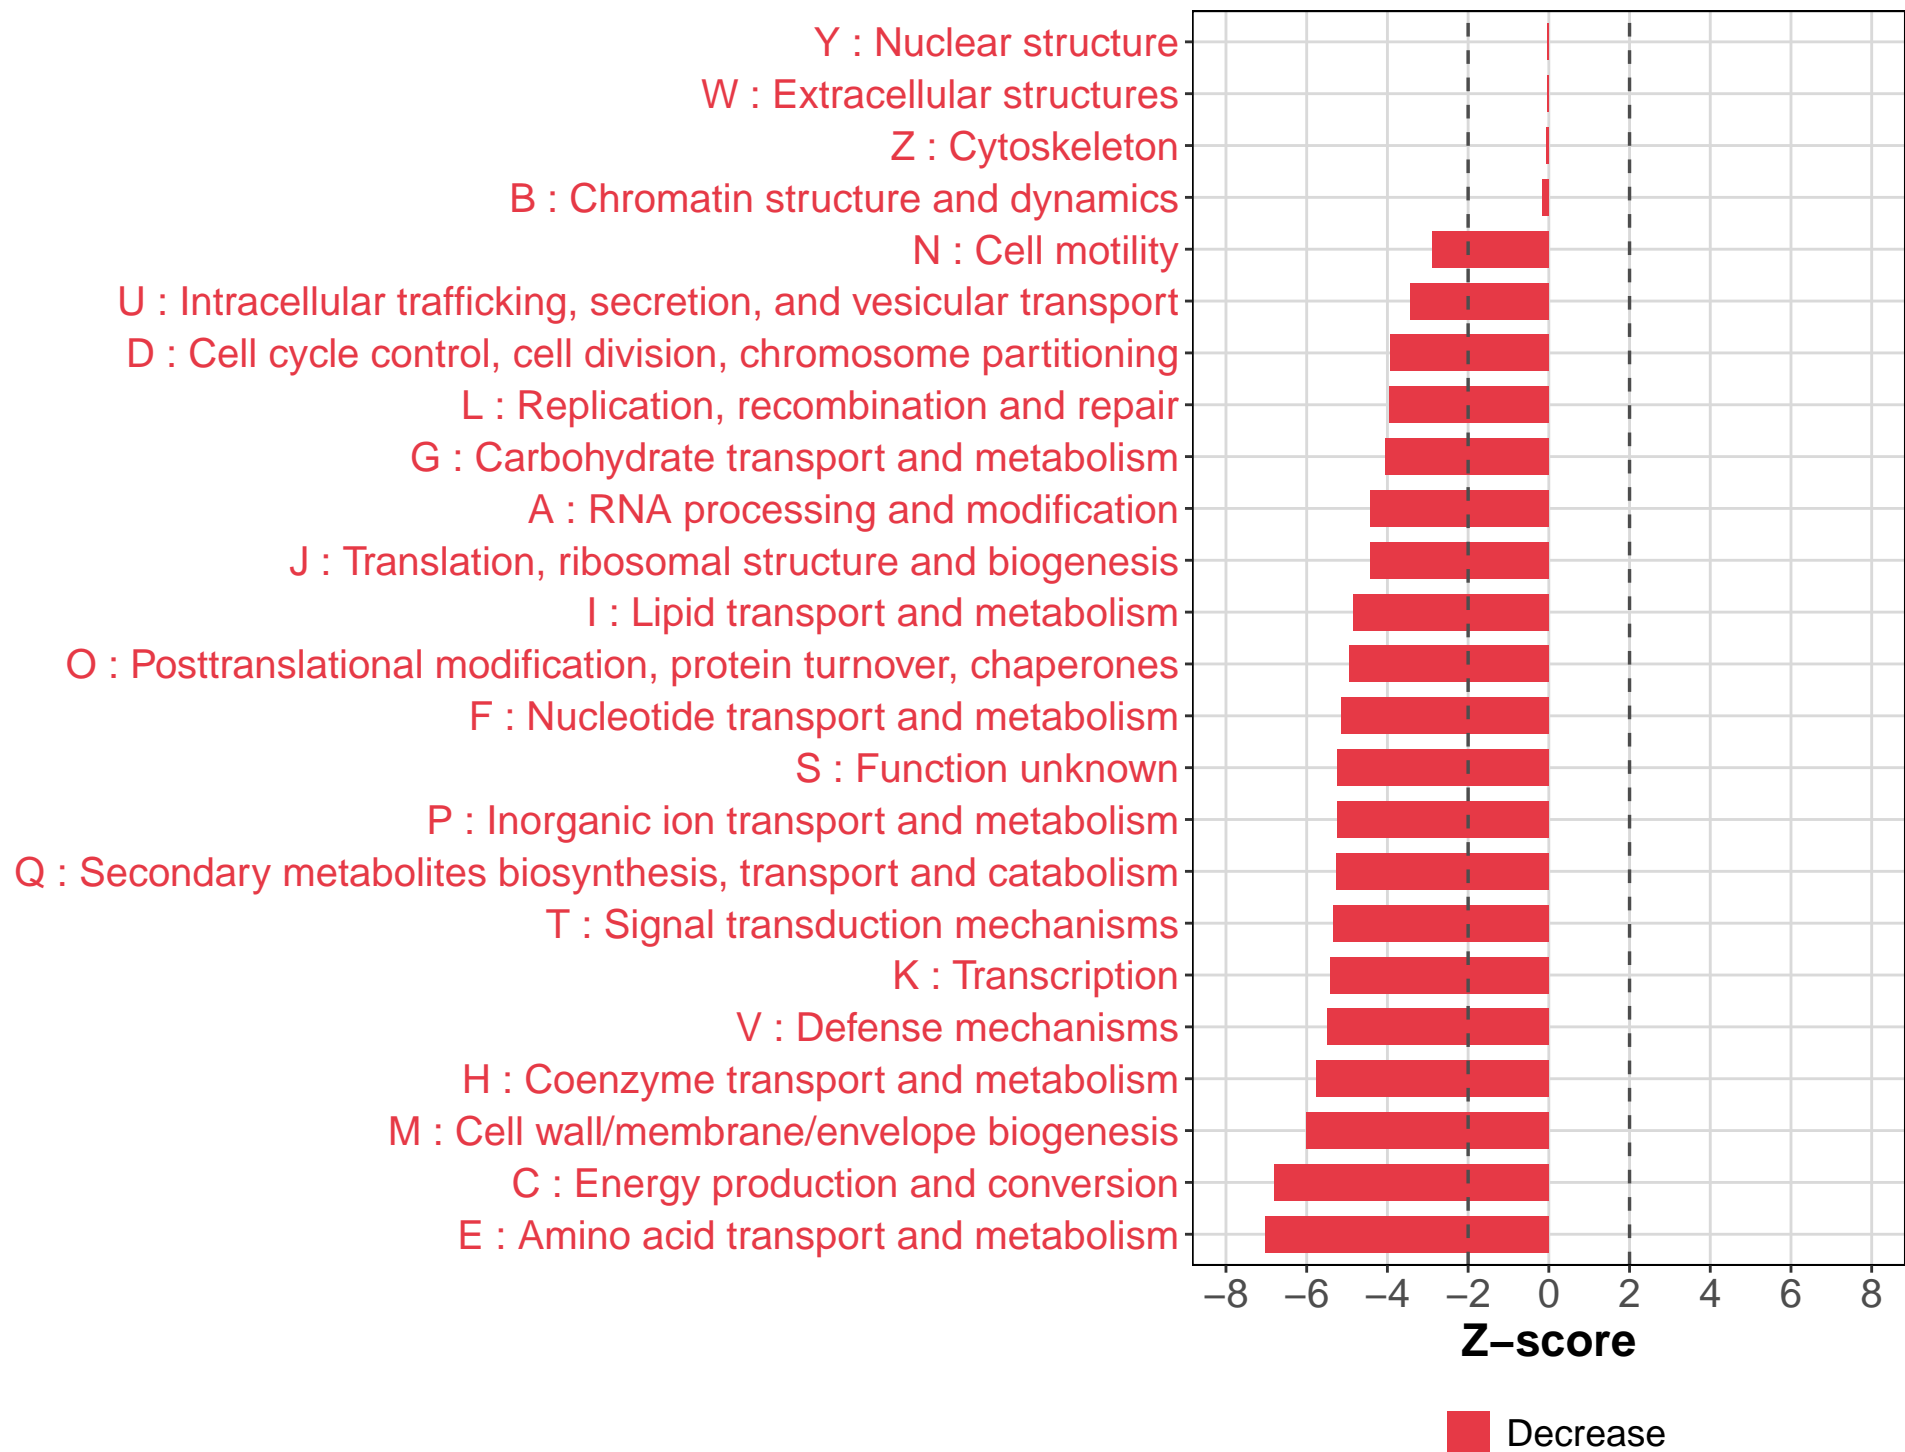 Y : Nuclear structure
W : Extracellular structures
Z : Cytoskeleton
B : Chromatin structure and dynamics
N : Cell motility
U : Intracellular trafficking, secretion, and vesicular transport
D : Cell cycle control, cell division, chromosome partitioning
L : Replication, recombination and repair
G : Carbohydrate transport and metabolism
A : RNA processing and modification
J : Translation, ribosomal structure and biogenesis
I : Lipid transport and metabolism
O : Posttranslational modification, protein turnover, chaperones
F : Nucleotide transport and metabolism
S : Function unknown
P : Inorganic ion transport and metabolism
Q : Secondary metabolites biosynthesis, transport and catabolism
T : Signal transduction mechanisms
K : Transcription
V : Defense mechanisms
H : Coenzyme transport and metabolism
M : Cell wall/membrane/envelope biogenesis
C : Energy production and conversion
E : Amino acid transport and metabolism
−8 −6 −4 −2 0 2 4 6 8
Z−score
Decrease